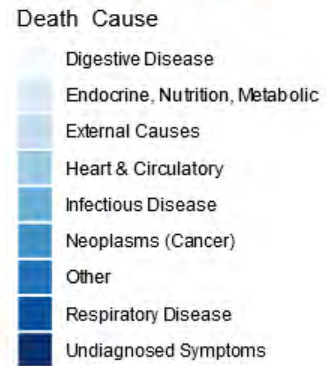 Death Cause
Digestive Disease
Endocrine, Nutrition, Metabolic
External Causes
Heart & Circulatory
Infectious Disease
Neoplasms (Cancer)
Other
Respiratory Disease
Undiagnosed Symptoms